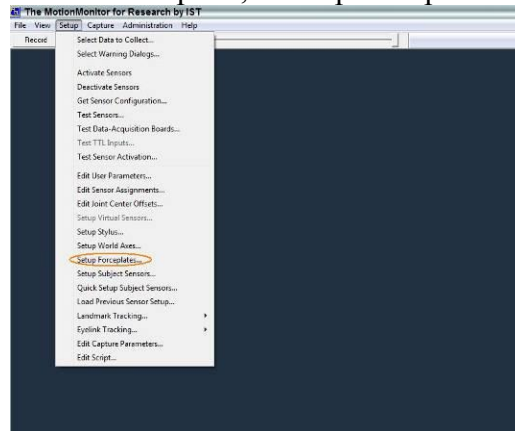 The MotionMonitor for Research by IST
File View Setup Capture Administration Help
Record
Select Data to Collect...
Select Warning Dialogs...
Activate Sensors
Deactivate Sensors
Get Sensor Configuration...
Test Sensors...
Test Data-Acquisition Boards...
Test TTL Inputs...
Test Sensor Activation...
Edit User Parameters...
Edit Sensor Assignments...
Edit Joint Center Offsets...
Setup Virtual Sensors...
Setup Stylus...
Setup World Axes...
Setup Forceplates...
Setup Subject Sensors...
Quick Setup Subject Sensors...
Load Previous Sensor Setup...
Landmark Tracking...
Eyelink Tracking...
Edit Capture Parameters...
Edit Script...